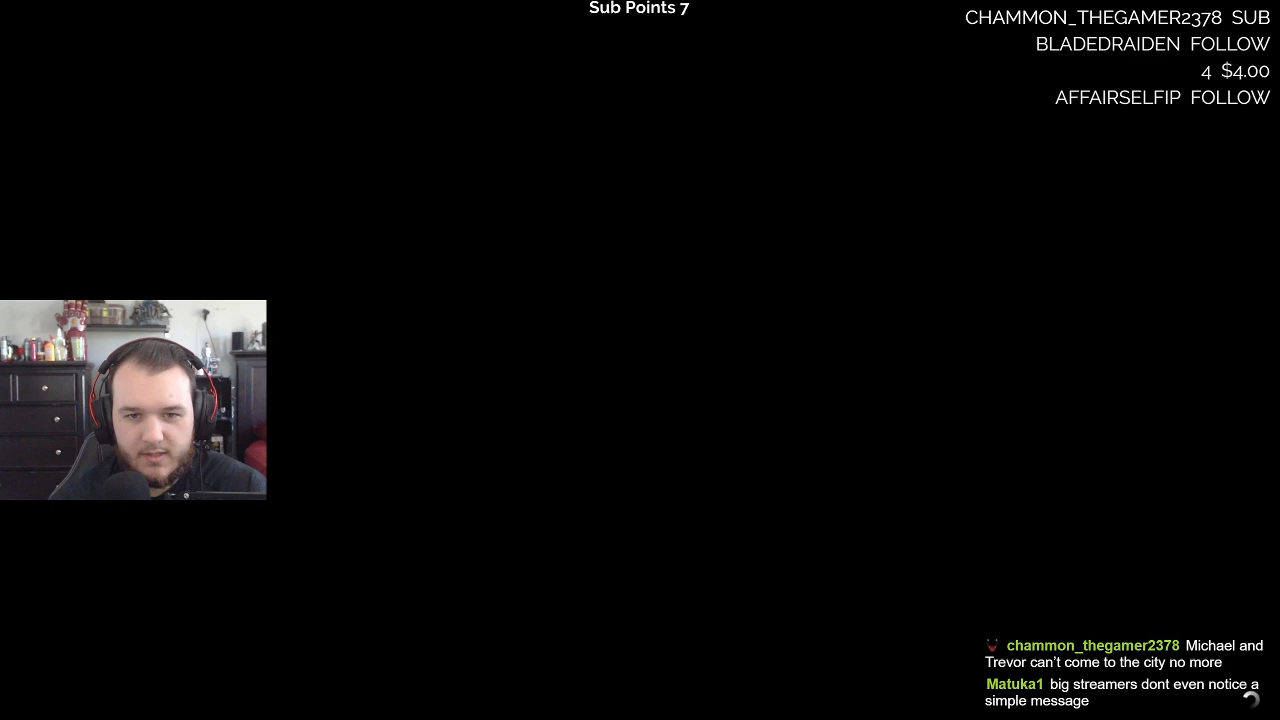 Sub Points 7
CHAMMON_THEGAMER2378 SUB
BLADEDRAIDEN FOLLOW
4 $4.00
AFFAIRSELFIP FOLLOW
chammon_thegamer2378 Michael and
Trevor can't come to the city no more
Matuka1 big streamers dont even notice a
simple message